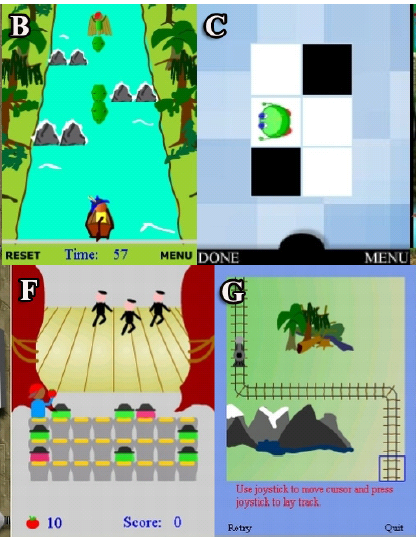 B
C
RESET Time: 57 MENU
DONE MENU
F
G
Use joystick to move cursor and press
joystick to lay track.
10 Score: 0
Retry Quit